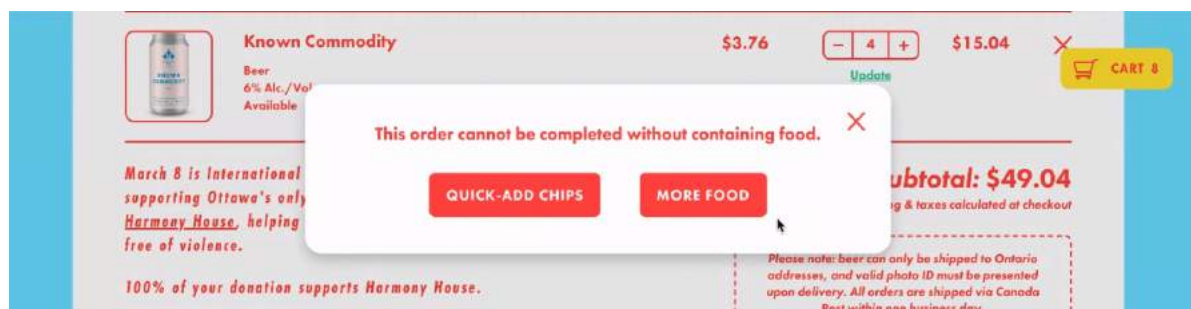 Known Commodity
$3.76
- 4 +
$15.04
CART 8
Beer
6% Alc./Vol
Available
Update
KNOWN
COMMODITY
This order cannot be completed without containing food.
QUICK-ADD CHIPS
MORE FOOD
March 8 is International
supporting Ottawa's only
Harmony House, helping
free of violence.
100% of your donation supports Harmony House.
ubtotal: $49.04
g & taxes calculated at checkout
Please note: beer can only be shipped to Ontario
addresses, and valid photo ID must be presented
upon delivery. All orders are shipped via Canada
Post within one business day.